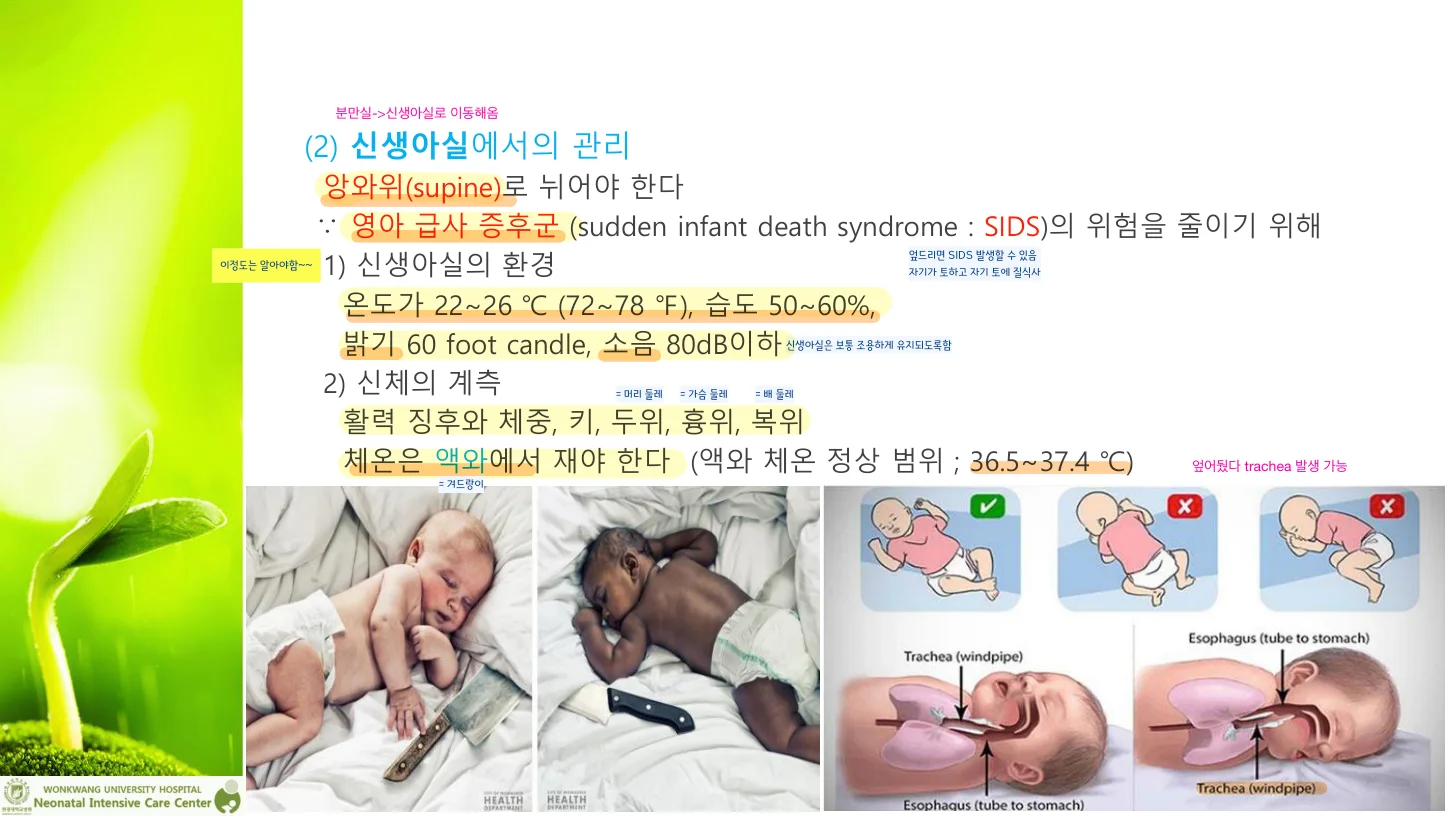 분만실->신생아실로 이동해옴
(2) 신생아실에서의 관리
앙와위(supine)로 뉘어야 한다
∵ 영아 급사 증후군 (sudden infant death syndrome : SIDS)의 위험을 줄이기 위해
엎드리면 SIDS 발생할 수 있음
자기가 토하고 자기 토에 질식사
이정도는 알아야함~~
1) 신생아실의 환경
온도가 22~26 ℃ (72~78 ℉), 습도 50~60%,
밝기 60 foot candle, 소음 80dB이하
신생아실은 보통 조용하게 유지되도록함
2) 신체의 계측
= 머리 둘레 = 가슴 둘레 = 배 둘레
활력 징후와 체중, 키, 두위, 흉위, 복위
체온은 액와에서 재야 한다 (액와 체온 정상 범위 ; 36.5~37.4 ℃)
= 겨드랑이,
엎어뒀다 trachea 발생 가능
Trachea (windpipe)
Esophagus (tube to stomach)
Esophagus (tube to stomach)
Trachea (windpipe)
CITY OF MILWAUKEE
HEALTH
DEPARTMENT
CITY OF MILWAUKEE
HEALTH
DEPARTMENT
WONKWANG UNIVERSITY HOSPITAL
Neonatal Intensive Care Center